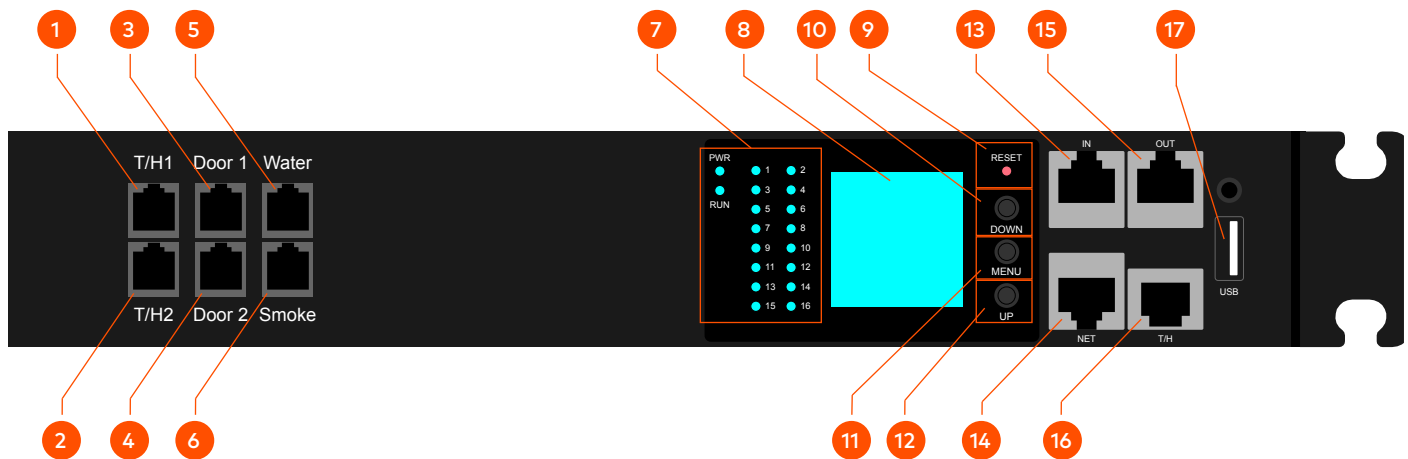 1 3 5 7 8 10 9 13 15 17
T/H1 Door 1 Water
T/H2 Door 2 Smoke
PWR
RUN
1 2
3 4
5 6
7 8
9 10
11 12
13 14
15 16
RESET
DOWN
MENU
UP
IN OUT
NET T/H
USB
2 4 6 11 12 14 16